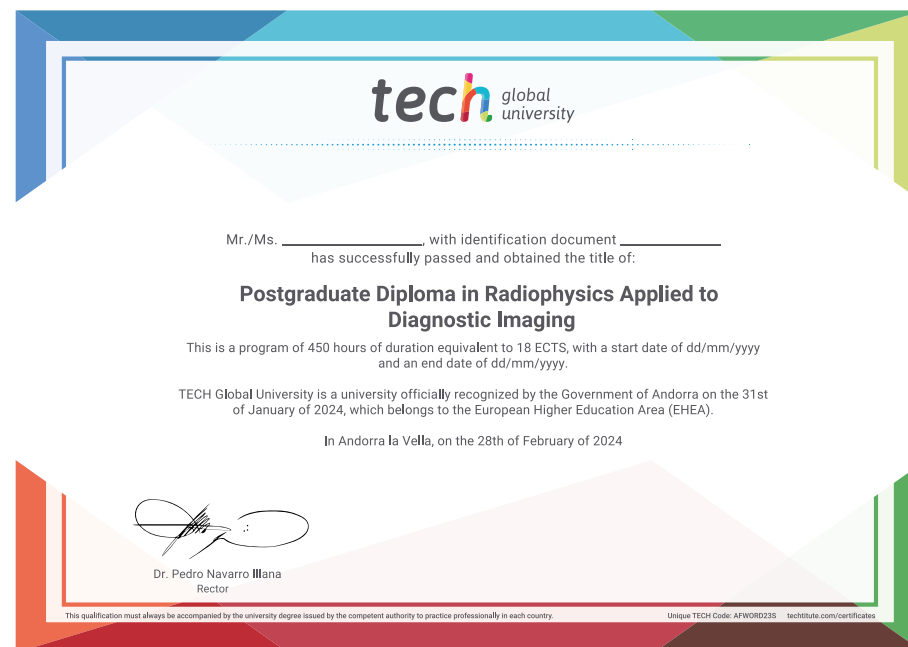 tech global university
Mr./Ms. ____________________, with identification document ______________
has successfully passed and obtained the title of:
Postgraduate Diploma in Radiophysics Applied to
Diagnostic Imaging
This is a program of 450 hours of duration equivalent to 18 ECTS, with a start date of dd/mm/yyyy
and an end date of dd/mm/yyyy.
TECH Global University is a university officially recognized by the Government of Andorra on the 31st
of January of 2024, which belongs to the European Higher Education Area (EHEA).
In Andorra la Vella, on the 28th of February of 2024
Dr. Pedro Navarro Illana
Rector
This qualification must always be accompanied by the university degree issued by the competent authority to practice professionally in each country.
Unique TECH Code: AFWORD23S techtitute.com/certificates